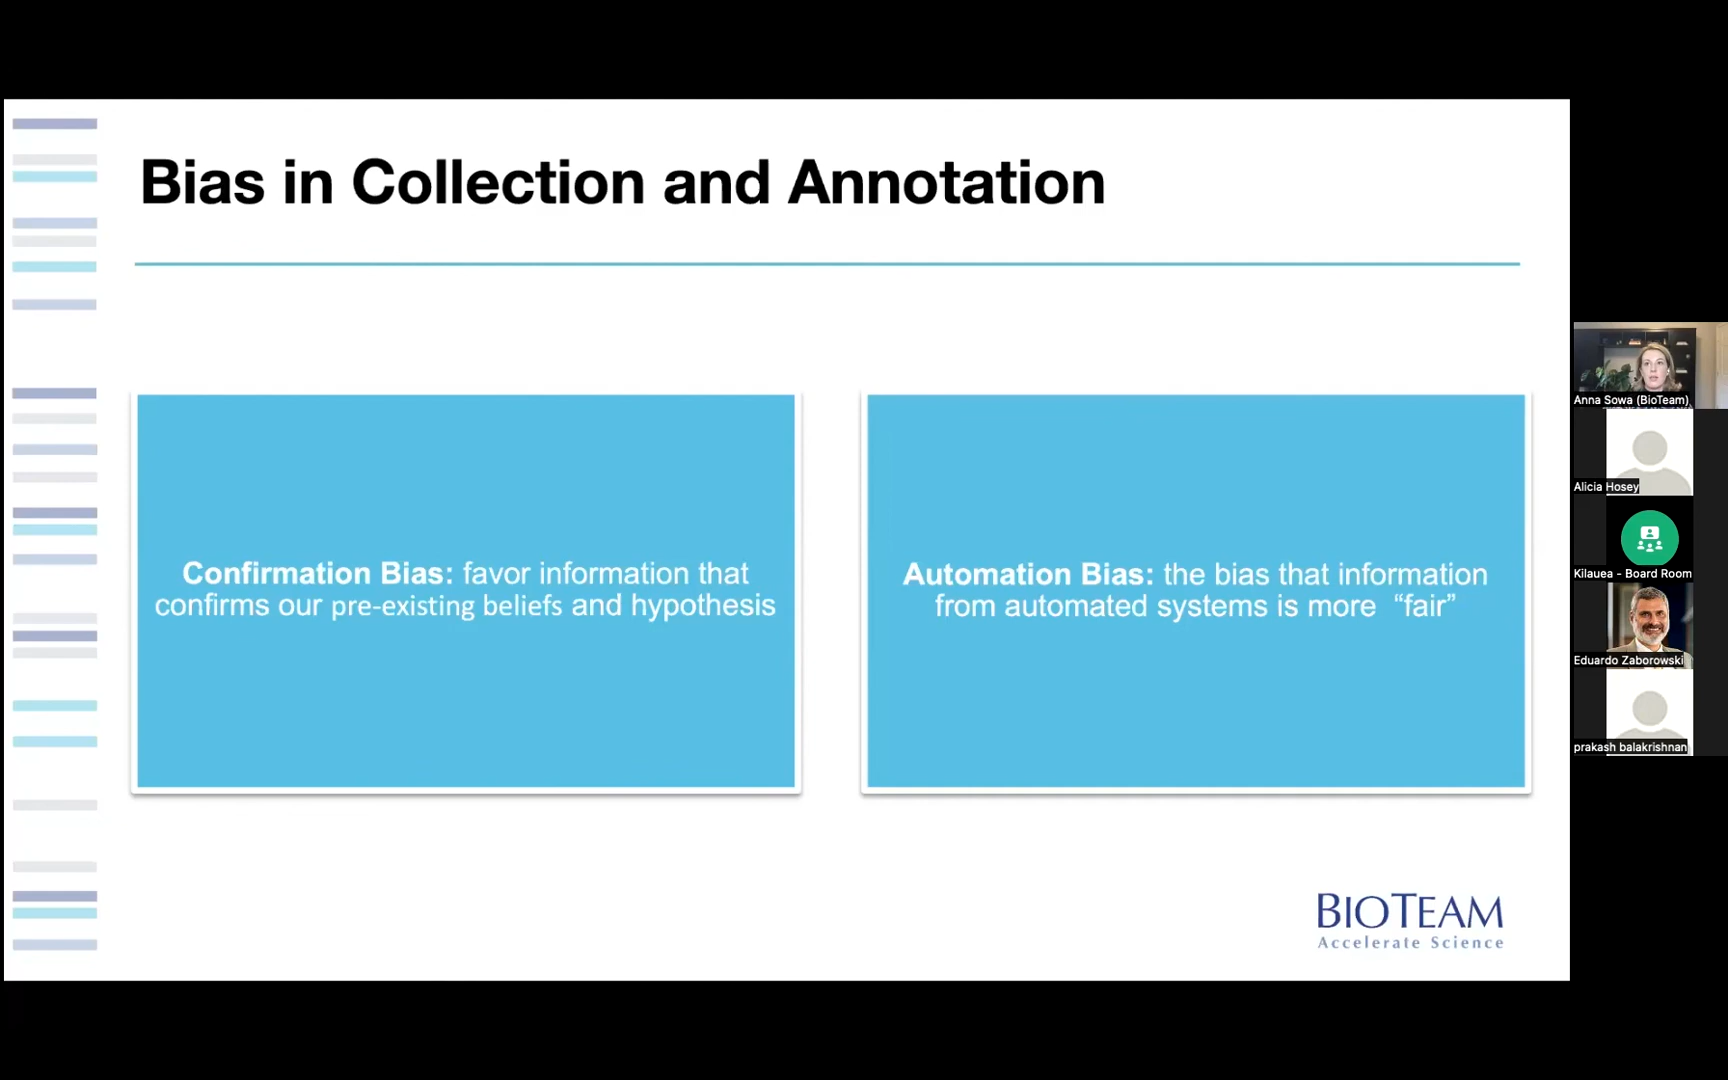 Bias in Collection and Annotation
Confirmation Bias: favor information that
confirms our pre-existing beliefs and hypothesis
Automation Bias: the bias that information
from automated systems is more “fair”
BIOTEAM
Accelerate Science
Anna Sowa (BioTeam)
Alicia Hosey
Kilauea - Board Room
Eduardo Zaborowski
prakash balakrishnan